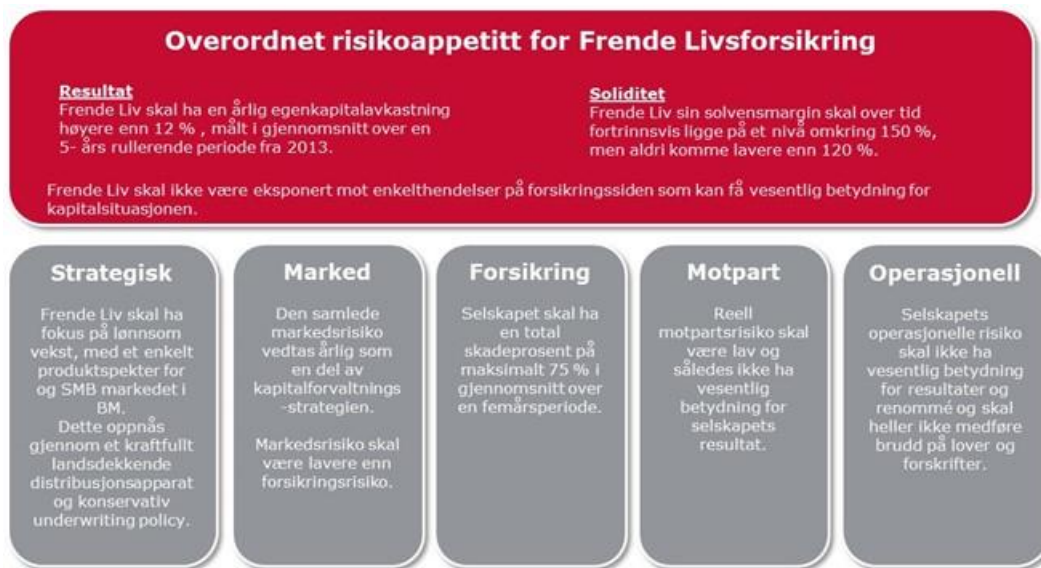 Overordnet risikoappetitt for Frende Livsforsikring
Resultat
Frende Liv skal ha en årlig egenkapitalavkastning
høyere enn 12 % , målt i gjennomsnitt over en
5- års rullerende periode fra 2013.
Soliditet
Frende Liv sin solvensmargin skal over tid
fortrinnsvis ligge på et nivå omkring 150 %,
men aldri komme lavere enn 120 %.
Frende Liv skal ikke være eksponert mot enkelthendelser på forsikringssiden som kan få vesentlig betydning for
kapitalsituasjonen.
Strategisk
Frende Liv skal ha
fokus på lønnsom
vekst, med et enkelt
produktspekter for
og SMB markedet i
BM.
Dette oppnås
gjennom et kraftfullt
landsdekkende
distribusjonsapparat
og konservativ
underwriting policy.
Marked
Den samlede
markedsrisiko
vedtas årlig som
en del av
kapitalforvaltnings
-strategien.
Markedsrisiko skal
være lavere enn
forsikringsrisiko.
Forsikring
Selskapet skal ha
en total
skadeprosent på
maksimalt 75 % i
gjennomsnitt over
en femårsperiode.
Motpart
Reell
motpartsrisiko skal
være lav og
således ikke ha
vesentlig
betydning for
selskapets
resultat.
Operasjonell
Selskapets
operasjonelle risiko
skal ikke ha
vesentlig betydning
for resultater og
renommé og skal
heller ikke medføre
brudd på lover og
forskrifter.